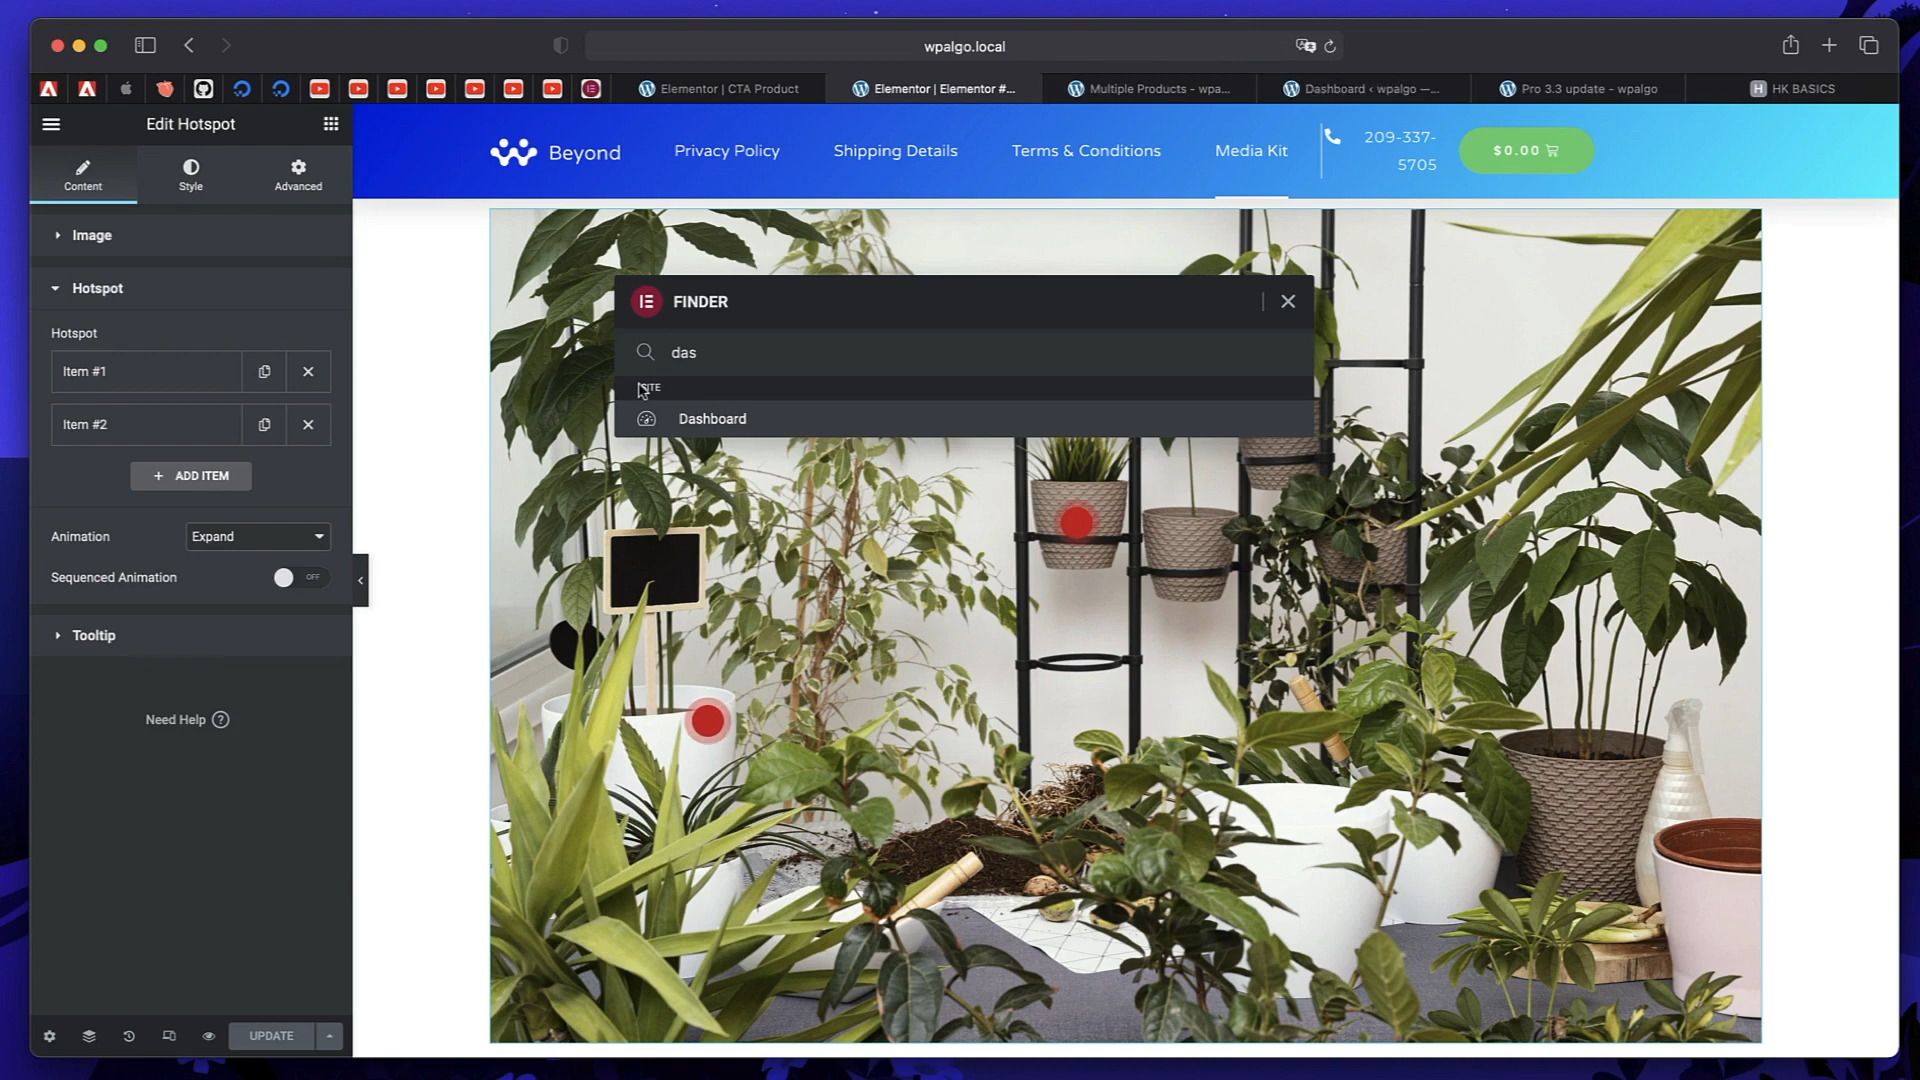 wpalgo.local
Elementor | CTA Product
Elementor | Elementor #...
Multiple Products - wpa...
Dashboard ‹ wpalgo —...
Pro 3.3 update - wpalgo
H HK BASICS
Edit Hotspot
Content
Style
Advanced
Image
Hotspot
Hotspot
Item #1
Item #2
+ ADD ITEM
Animation
Expand
Sequenced Animation
OFF
Tooltip
Need Help ?
UPDATE
Beyond
Privacy Policy
Shipping Details
Terms & Conditions
Media Kit
209-337-
5705
$0.00
FINDER
das
Dashboard